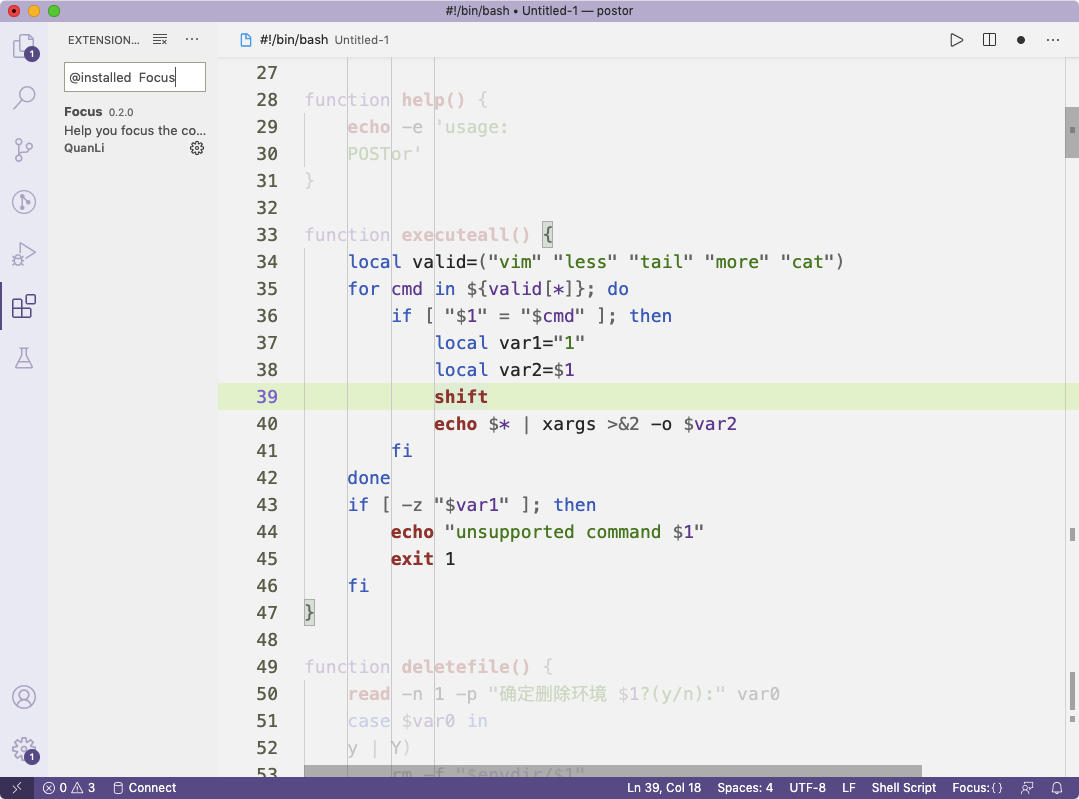 #!/bin/bash • Untitled-1 — postor
EXTENSION...
#!/bin/bash Untitled-1
1
@installed Focus
Focus 0.2.0
Help you focus the co...
QuanLi
27
28 function help() {
29 echo -e 'usage:
30 POSTor'
31 }
32
33 function executeall() {
34 local valid=("vim" "less" "tail" "more" "cat")
35 for cmd in ${valid[*]}; do
36 if [ "$1" = "$cmd" ]; then
37 local var1="1"
38 local var2=$1
39 shift
40 echo $* | xargs >&2 -o $var2
41 fi
42 done
43 if [ -z "$var1" ]; then
44 echo "unsupported command $1"
45 exit 1
46 fi
47 }
48
49 function deletefile() {
50 read -n 1 -p "确定删除环境 $1?(y/n):" var0
51 case $var0 in
52 y | Y)
53 rm -f "$envdir/$1"
1
0 3 Connect
Ln 39, Col 18 Spaces: 4 UTF-8 LF Shell Script Focus:{}